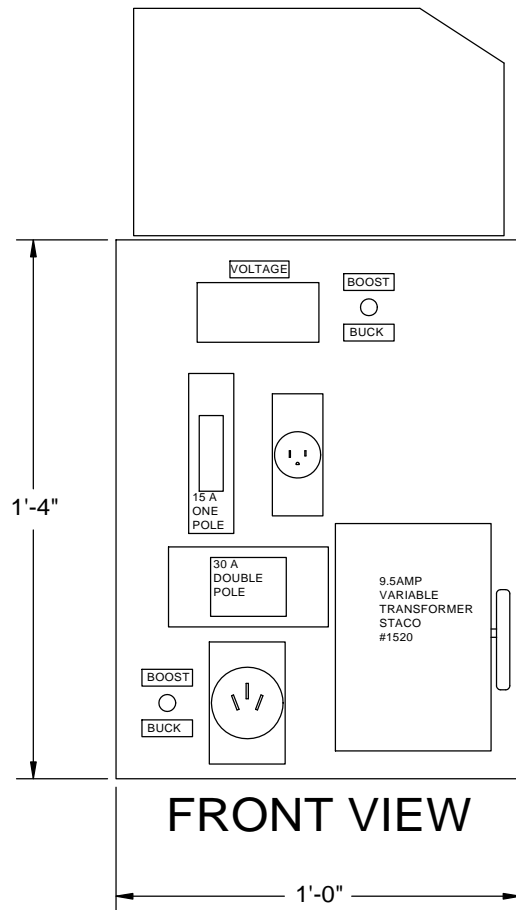 VOLTAGE
BOOST
BUCK
1'-4"
15 A
ONE
POLE
30 A
DOUBLE
POLE
9.5AMP
VARIABLE
TRANSFORMER
STACO
#1520
BOOST
BUCK
FRONT VIEW
1'-0"